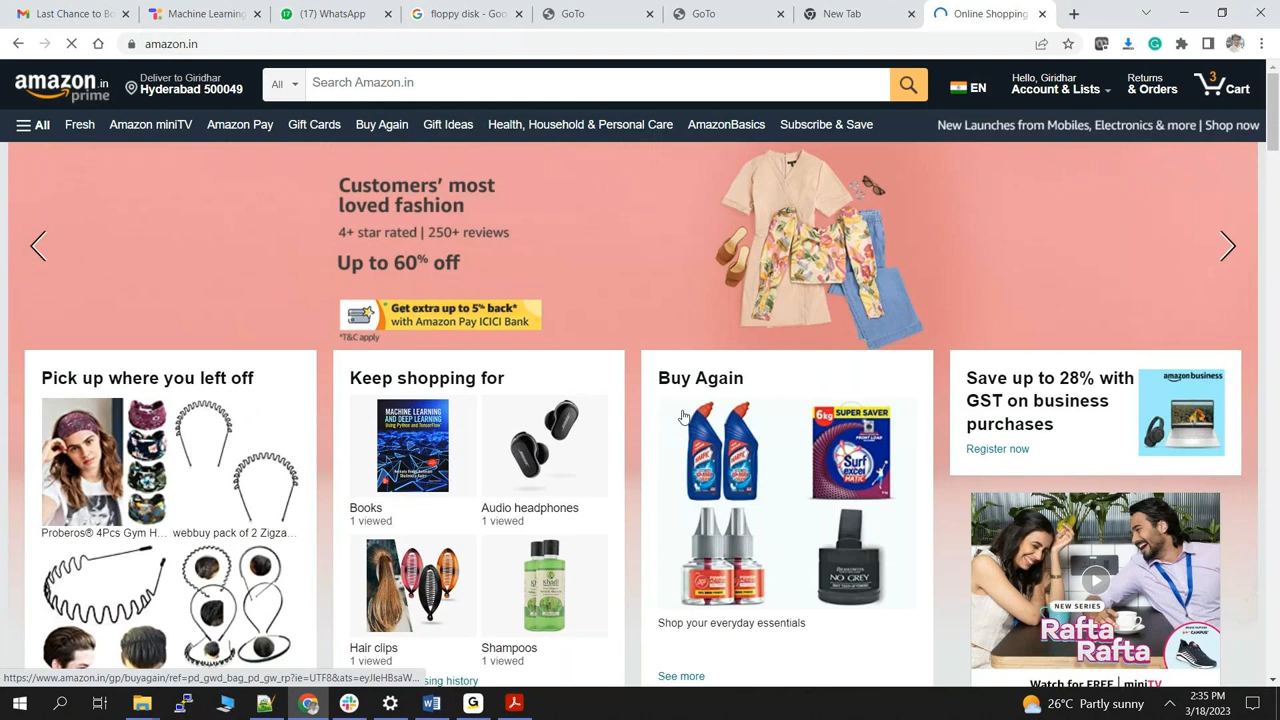 Last Chance to Bo
Machine Learning
(17) WhatsApp
floppy disk - Goo
GoTo
GoTo
New Tab
Online Shopping
amazon.in
amazon.in
prime
Deliver to Giridhar
Hyderabad 500049
All
Search Amazon.in
EN
Hello, Giridhar
Account & Lists
Returns
& Orders
3
Cart
All
Fresh
Amazon miniTV
Amazon Pay
Gift Cards
Buy Again
Gift Ideas
Health, Household & Personal Care
AmazonBasics
Subscribe & Save
New Launches from Mobiles, Electronics & more | Shop now
Customers' most
loved fashion
4+ star rated | 250+ reviews
Up to 60% off
Get extra up to 5% back*
with Amazon Pay ICICI Bank
*T&C apply
Pick up where you left off
Proberos® 4Pcs Gym H...
webbuy pack of 2 Zigza...
Keep shopping for
MACHINE LEARNING
AND DEEP LEARNING
Using Python and TensorFlow
Books
1 viewed
Audio headphones
1 viewed
Hair clips
1 viewed
Shampoos
1 viewed
sing history
Buy Again
6kg SUPER SAVER
Surf
excel
MATIC
NO GREY
Shop your everyday essentials
See more
Save up to 28% with
GST on business
purchases
Register now
amazonbusiness
NEW SERIES
Rafta
Rafta
CAMPUS
Watch for FREE | miniTV
https://www.amazon.in/gp/buyagain/ref=pd_gwd_bag_pd_gw_rp?ie=UTF8&ats=eyJleHBsaW...
26°C Partly sunny
2:35 PM
3/18/2023